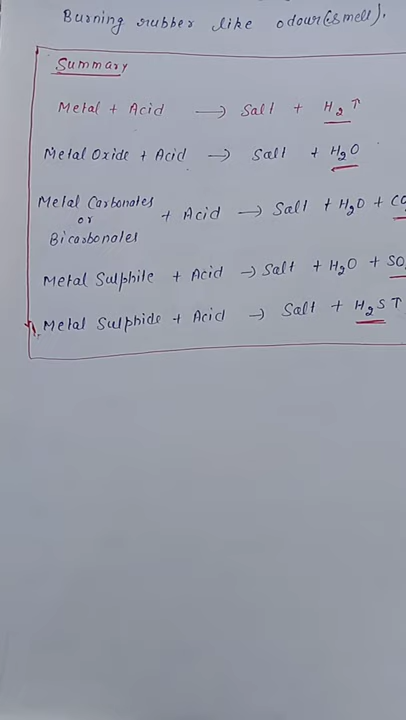 Burning rubber like odour (smell).
Summary
Metal + Acid → Salt + H₂↑
Metal Oxide + Acid → Salt + H₂O
Metal Carbonates or Bicarbonates + Acid → Salt + H₂O + CO
Metal Sulphite + Acid → Salt + H₂O + SO
Metal Sulphide + Acid → Salt + H₂S↑